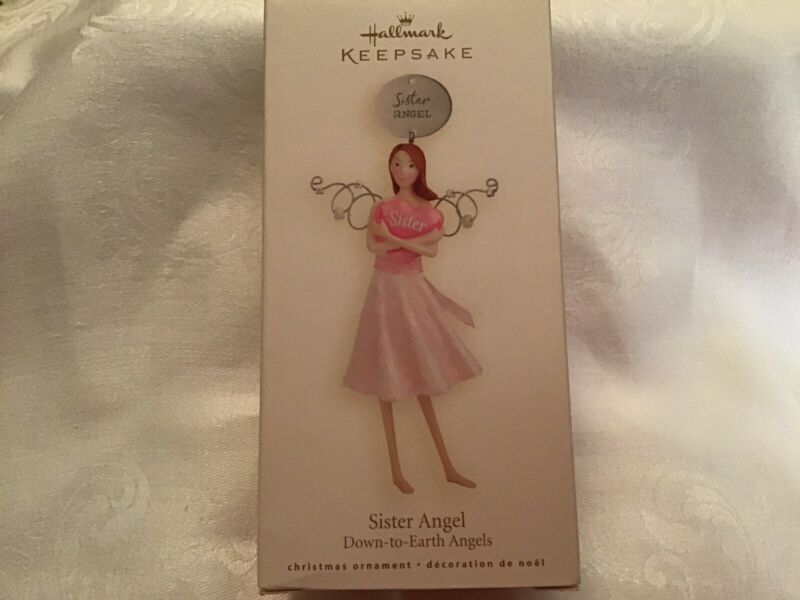 Hallmark
KEEPSAKE
Sister
ANGEL
Sister
Sister Angel
Down-to-Earth Angels
christmas ornament • décoration de noël